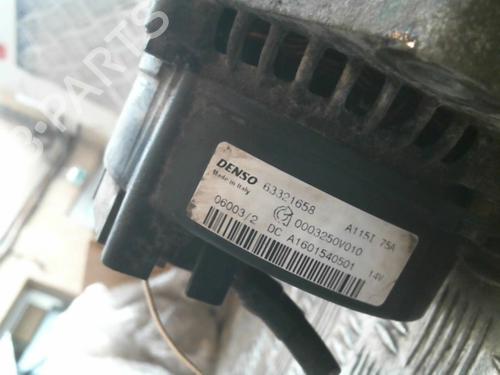 B-PARTS
DENSO 63321658 A115I 75A
Made in Italy
0003250V010
06003/2 DC A1601540501 14V